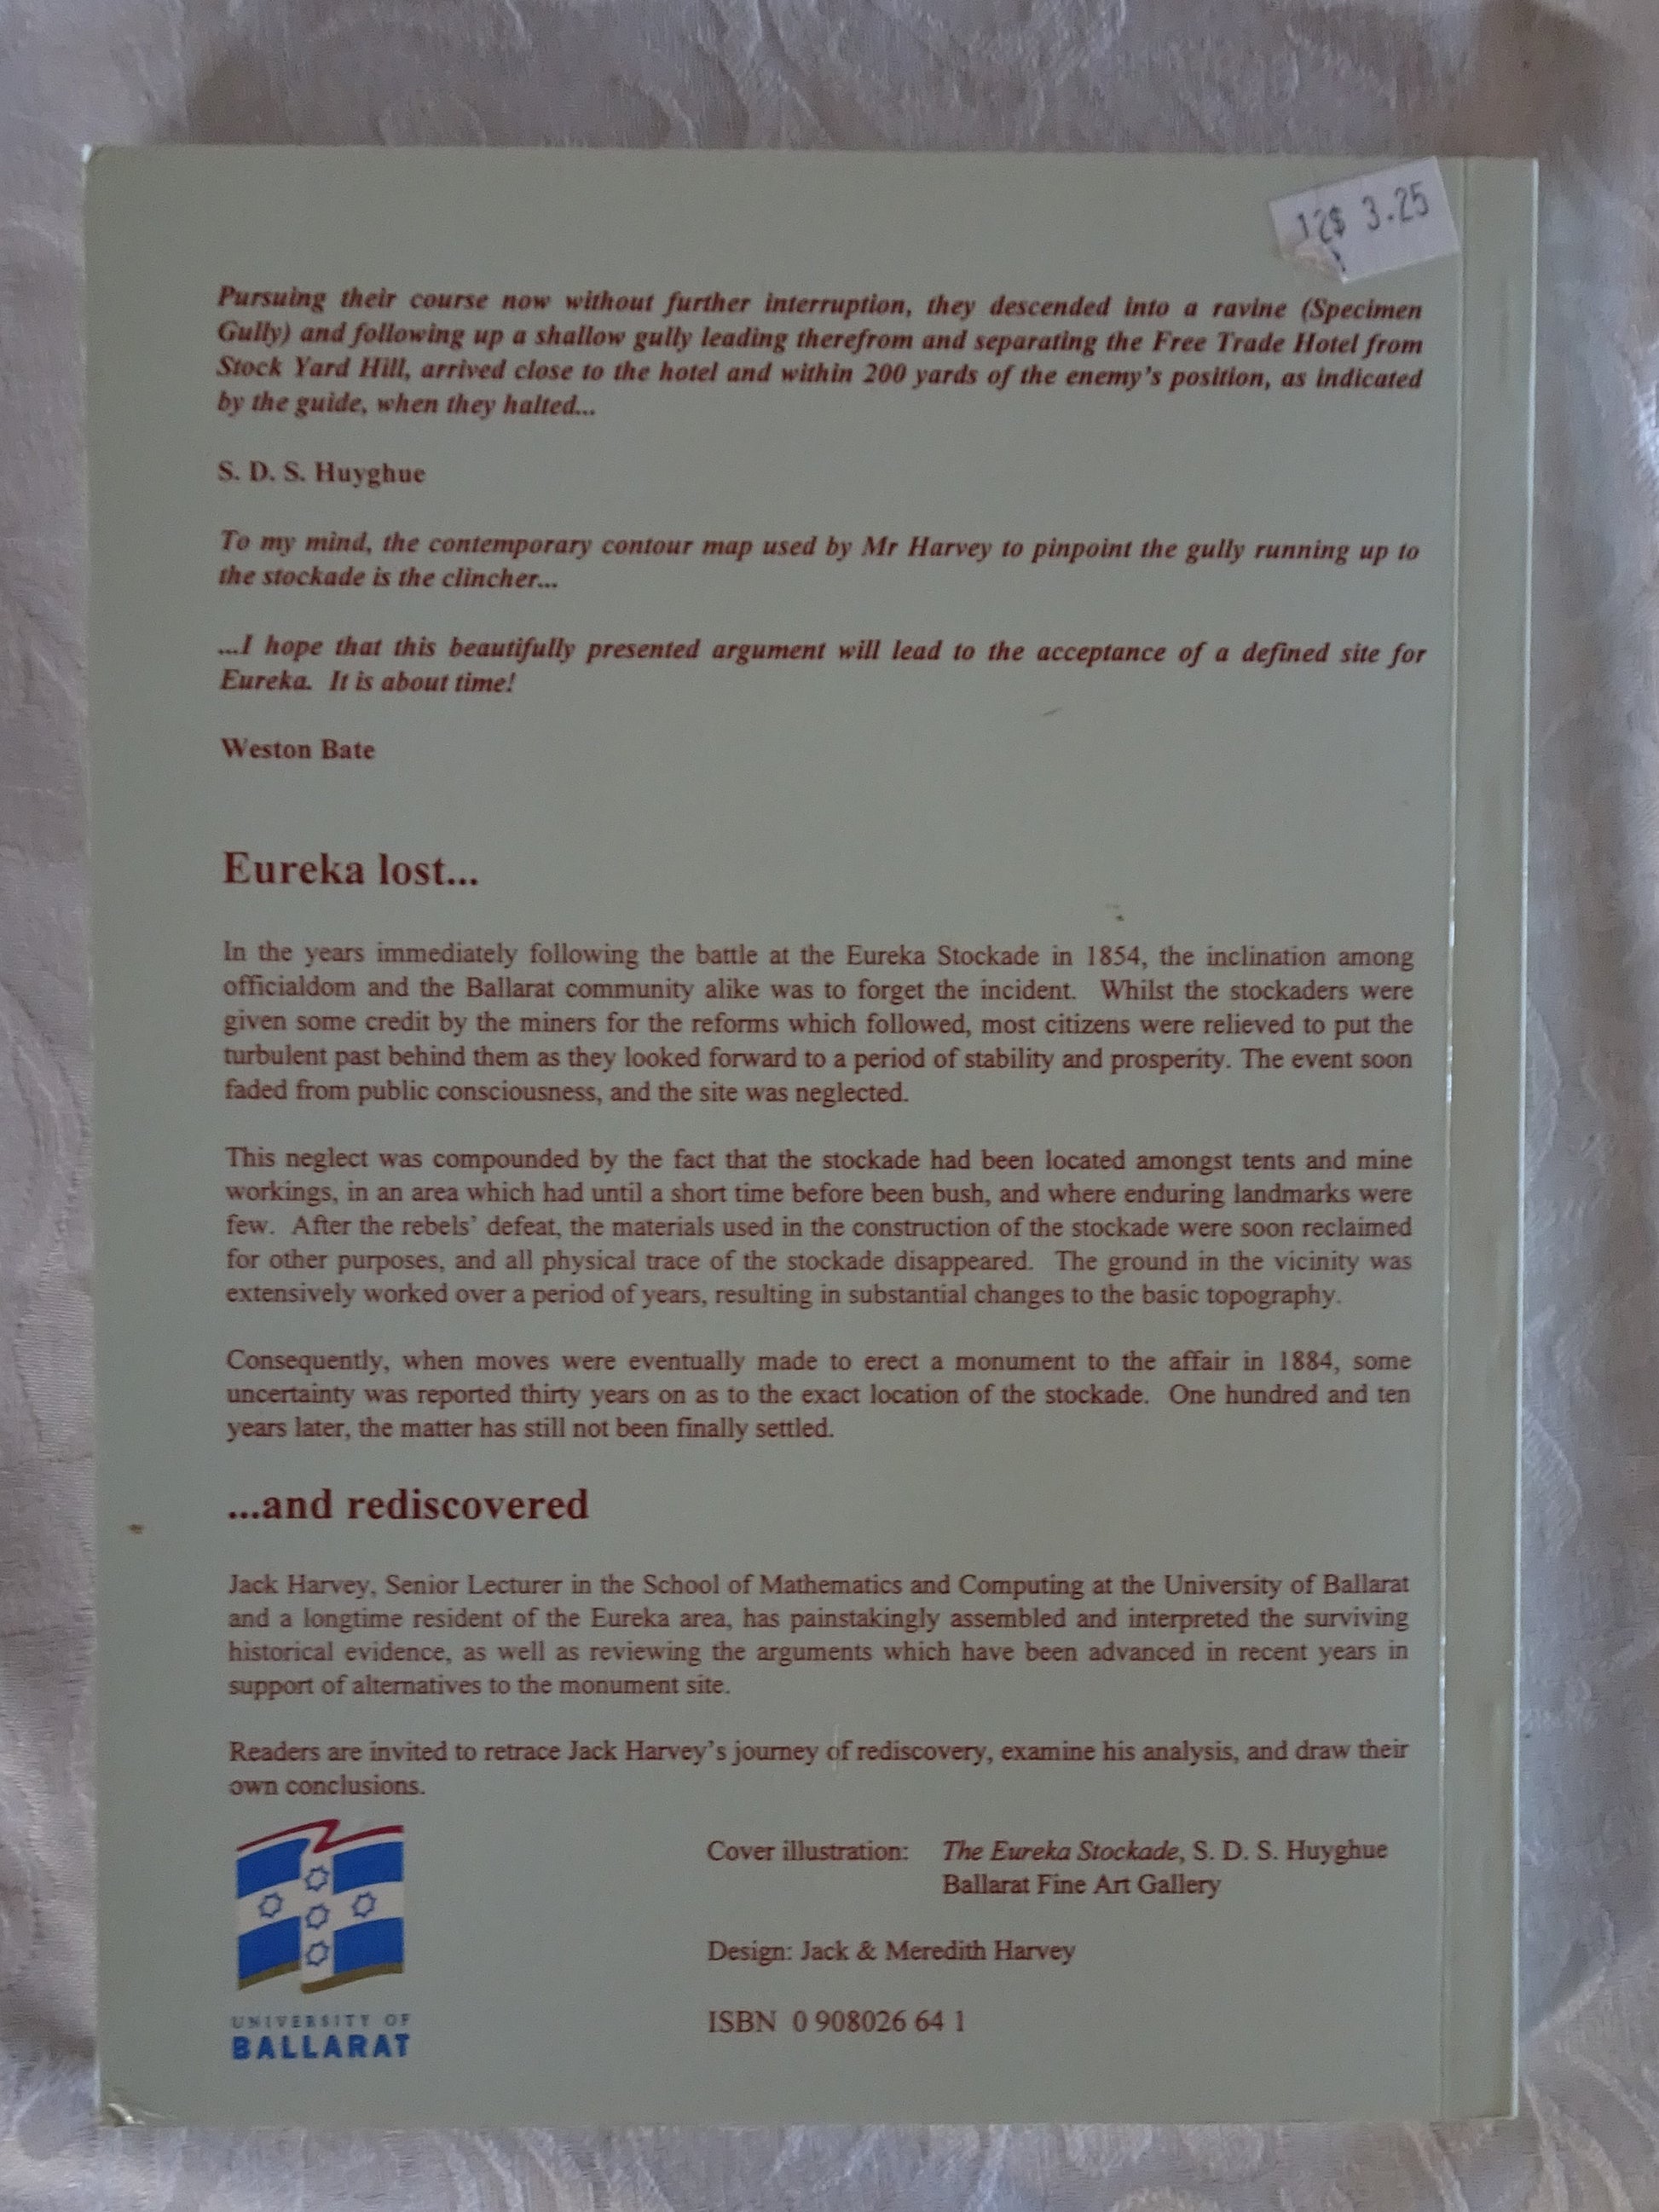 12$ 3.25
Pursuing their course now without further interruption, they descended into a ravine (Specimen
Gully) and following up a shallow gully leading therefrom and separating the Free Trade Hotel from
Stock Yard Hill, arrived close to the hotel and within 200 yards of the enemy's position, as indicated
by the guide, when they halted...
S. D. S. Huyghue
To my mind, the contemporary contour map used by Mr Harvey to pinpoint the gully running up to
the stockade is the clincher...
...I hope that this beautifully presented argument will lead to the acceptance of a defined site for
Eureka. It is about time!
Weston Bate
Eureka lost...
In the years immediately following the battle at the Eureka Stockade in 1854, the inclination among
officialdom and the Ballarat community alike was to forget the incident. Whilst the stockaders were
given some credit by the miners for the reforms which followed, most citizens were relieved to put the
turbulent past behind them as they looked forward to a period of stability and prosperity. The event soon
faded from public consciousness, and the site was neglected.
This neglect was compounded by the fact that the stockade had been located amongst tents and mine
workings, in an area which had until a short time before been bush, and where enduring landmarks were
few. After the rebels' defeat, the materials used in the construction of the stockade were soon reclaimed
for other purposes, and all physical trace of the stockade disappeared. The ground in the vicinity was
extensively worked over a period of years, resulting in substantial changes to the basic topography.
Consequently, when moves were eventually made to erect a monument to the affair in 1884, some
uncertainty was reported thirty years on as to the exact location of the stockade. One hundred and ten
years later, the matter has still not been finally settled.
...and rediscovered
Jack Harvey, Senior Lecturer in the School of Mathematics and Computing at the University of Ballarat
and a longtime resident of the Eureka area, has painstakingly assembled and interpreted the surviving
historical evidence, as well as reviewing the arguments which have been advanced in recent years in
support of alternatives to the monument site.
Readers are invited to retrace Jack Harvey's journey of rediscovery, examine his analysis, and draw their
own conclusions.
Cover illustration: The Eureka Stockade, S. D. S. Huyghue
Ballarat Fine Art Gallery
Design: Jack & Meredith Harvey
ISBN 0 908026 64 1
UNIVERSITY OF
BALLARAT